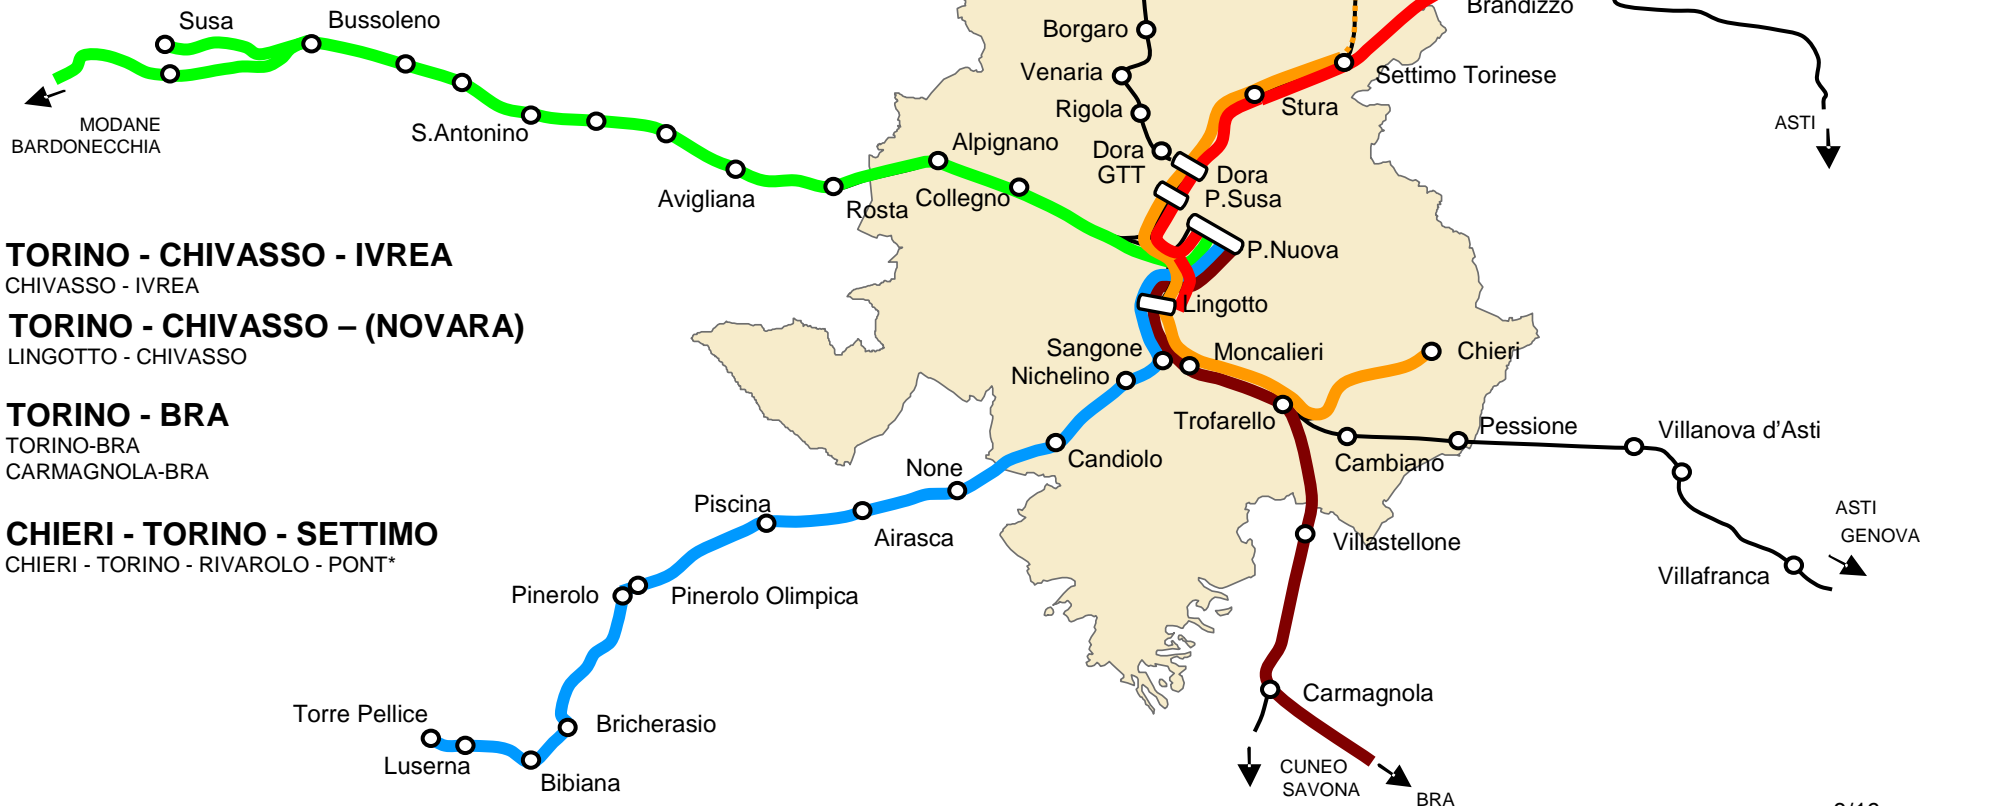 Brandizzo
Susa
Bussoleno
Borgaro
Venaria
Settimo Torinese
Rigola
Stura
MODANE
BARDONECCHIA
S.Antonino
Alpignano
Dora
GTT
ASTI
Dora
P.Susa
Avigliana
Rosta
Collegno
TORINO - CHIVASSO - IVREA
CHIVASSO - IVREA
P.Nuova
TORINO - CHIVASSO – (NOVARA)
LINGOTTO - CHIVASSO
Lingotto
Sangone
Moncalieri
Chieri
Nichelino
TORINO - BRA
TORINO-BRA
CARMAGNOLA-BRA
Trofarello
Pessione
Villanova d'Asti
Candiolo
Cambiano
None
Piscina
Airasca
ASTI
GENOVA
CHIERI - TORINO - SETTIMO
CHIERI - TORINO - RIVAROLO - PONT*
Villastellone
Villafranca
Pinerolo
Pinerolo Olimpica
Carmagnola
Torre Pellice
Bricherasio
Luserna
Bibiana
CUNEO
SAVONA
BRA